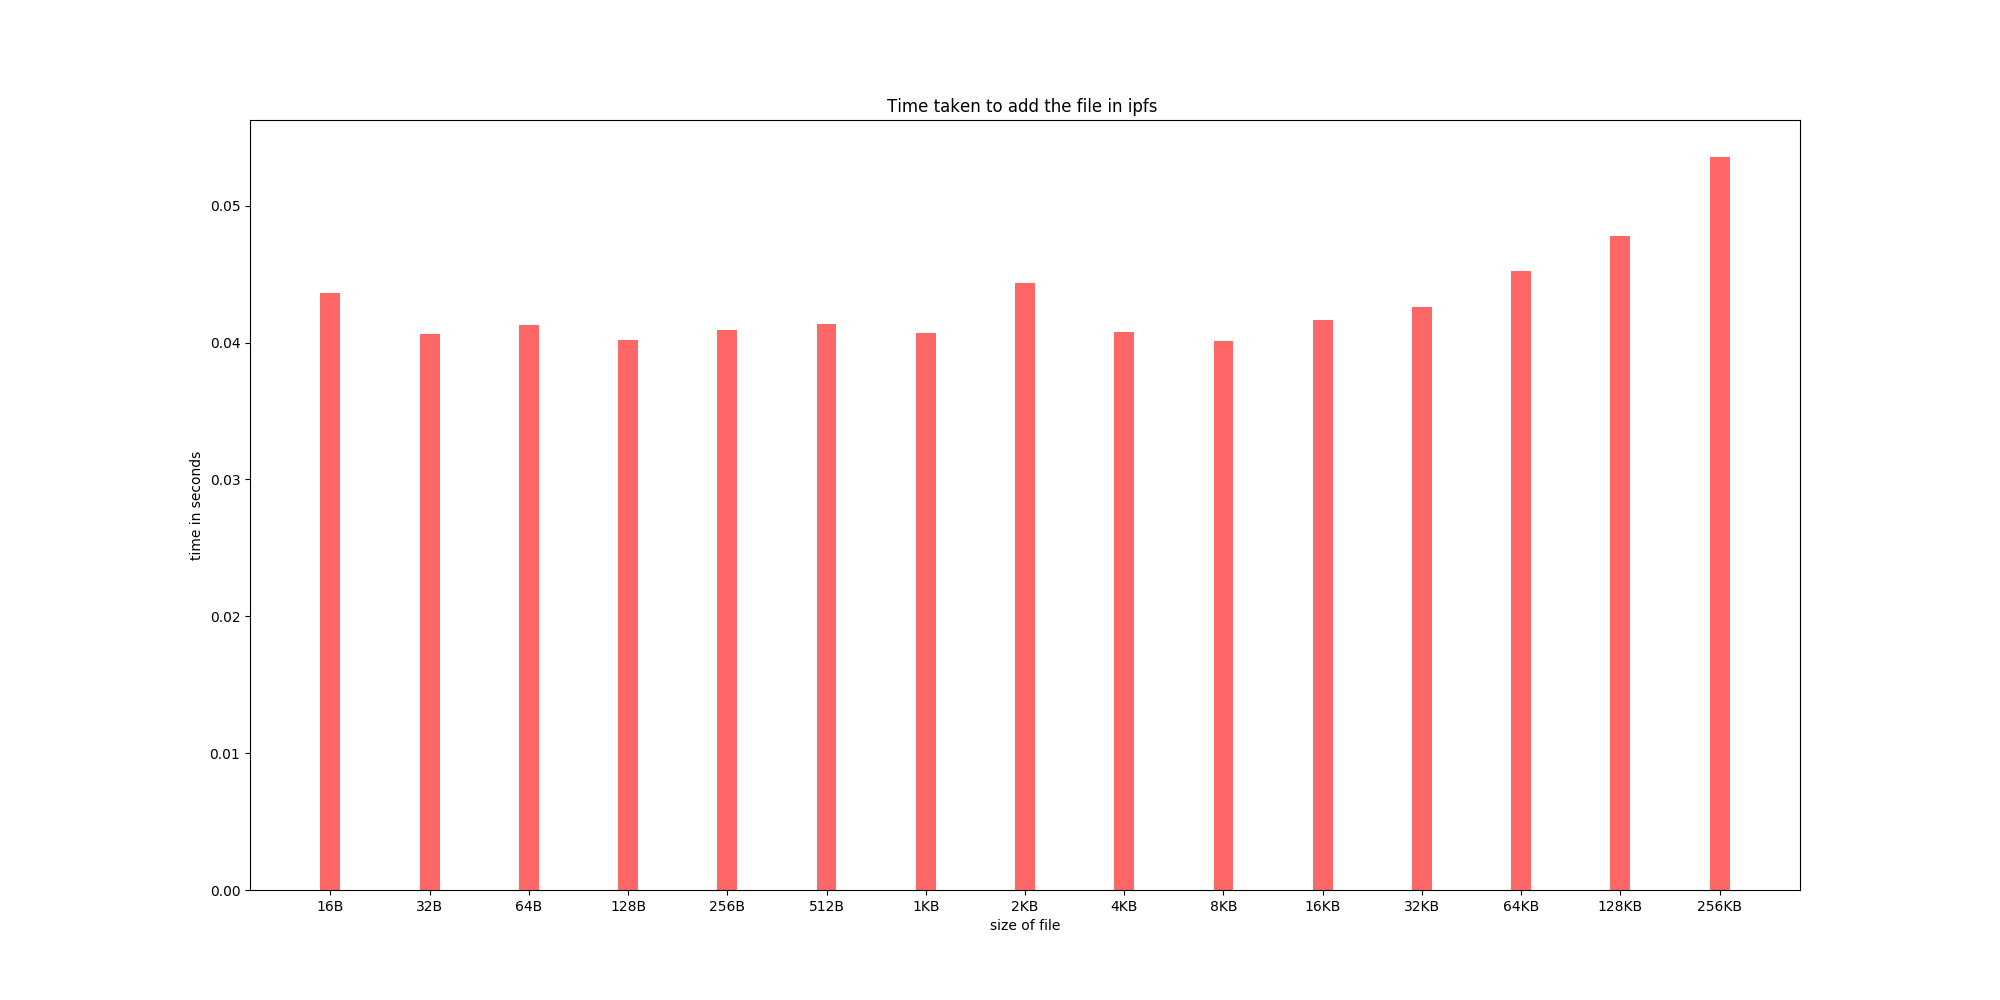 Time taken to add the file in ipfs
0.05
0.04
0.03
0.02
0.01
0.00
time in seconds
16B 32B 64B 128B 256B 512B 1KB 2KB 4KB 8KB 16KB 32KB 64KB 128KB 256KB
size of file